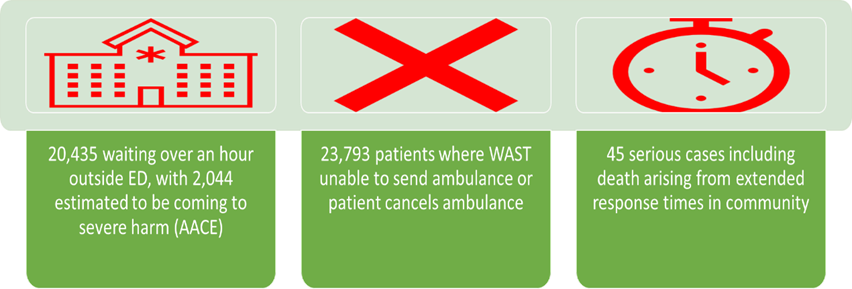 20,435 waiting over an hour
outside ED, with 2,044
estimated to be coming to
severe harm (AACE)
23,793 patients where WAST
unable to send ambulance or
patient cancels ambulance
45 serious cases including
death arising from extended
response times in community